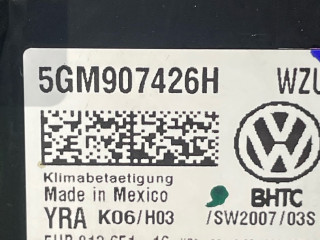 5GM907426H WZU
Klimabetaetigung
Made in Mexico BHTC
YRA K06/H03 /SW2007/03S